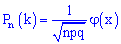 Pₙ(k) = 1/√(npq) φ(x)